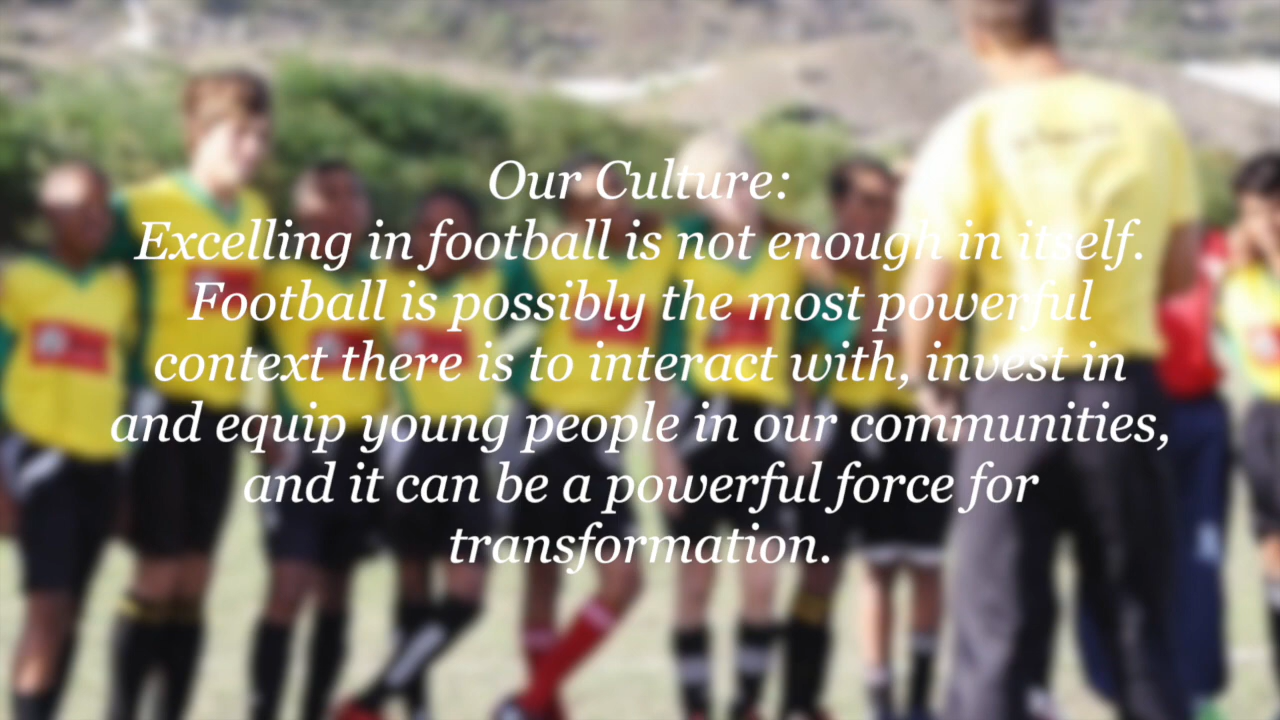 Our Culture:
Excelling in football is not enough in itself.
Football is possibly the most powerful
context there is to interact with, invest in
and equip young people in our communities,
and it can be a powerful force for
transformation.